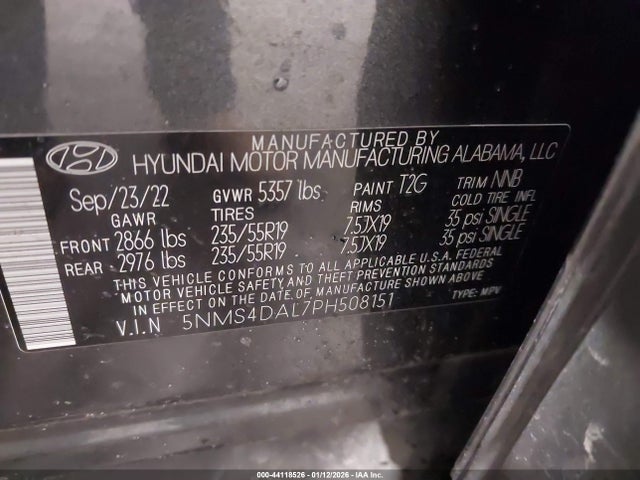 MANUFACTURED BY
HYUNDAI MOTOR MANUFACTURING ALABAMA, LLC
Sep/23/22 GVWR 5357 lbs PAINT T2G TRIM NNB
GAWR TIRES RIMS COLD TIRE INFL
FRONT 2866 lbs 235/55R19 7.5JX19 35 psi SINGLE
REAR 2976 lbs 235/55R19 7.5JX19 35 psi SINGLE
THIS VEHICLE CONFORMS TO ALL APPLICABLE U.S.A. FEDERAL
MOTOR VEHICLE SAFETY, AND THEFT PREVENTION STANDARDS
IN EFFECT ON THE DATE OF MANUFACTURE SHOWN ABOVE
V.I.N 5NMS4DAL7PH508151 TYPE: MPV
000-44118526 - 01/12/2026 - IAA Inc.